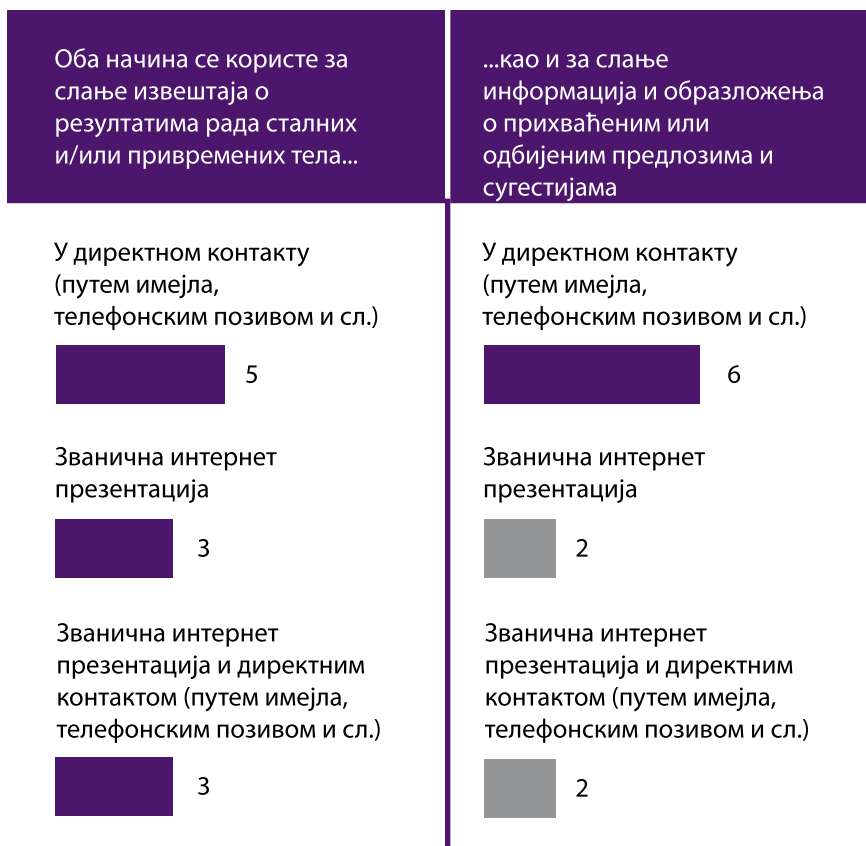 Оба начина се користе за
слање извештаја о
резултатима рада сталних
и/или привремених тела...
...као и за слање
информација и образложења
о прихваћеним или
одбијеним предлозима и
сугестијама
У директном контакту
(путем имејла,
телефонским позивом и сл.)
5
Званична интернет
презентација
3
Званична интернет
презентација и директним
контактом (путем имејла,
телефонским позивом и сл.)
3
У директном контакту
(путем имејла,
телефонским позивом и сл.)
6
Званична интернет
презентација
2
Званична интернет
презентација и директним
контактом (путем имејла,
телефонским позивом и сл.)
2